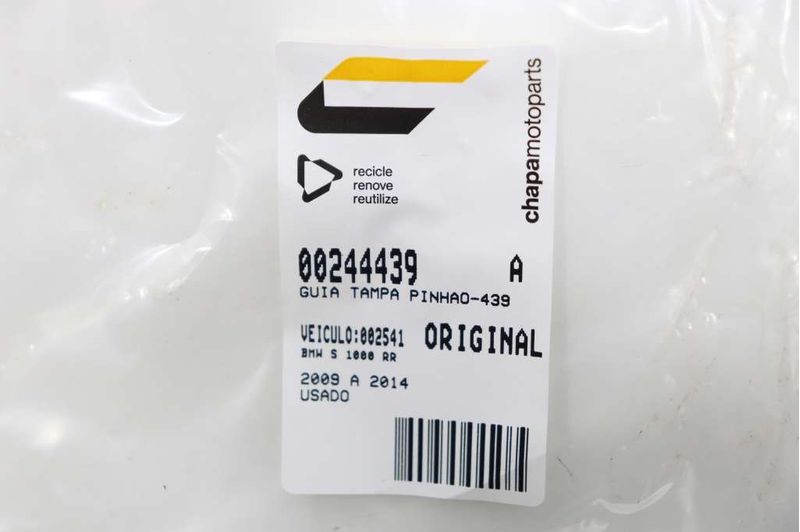 chapamotoparts
recicle
renove
reutilize
00244439 A
GUIA TAMPA PINHAO-439
VEICULO:002541 ORIGINAL
BMW S 1000 RR
2009 A 2014
USADO